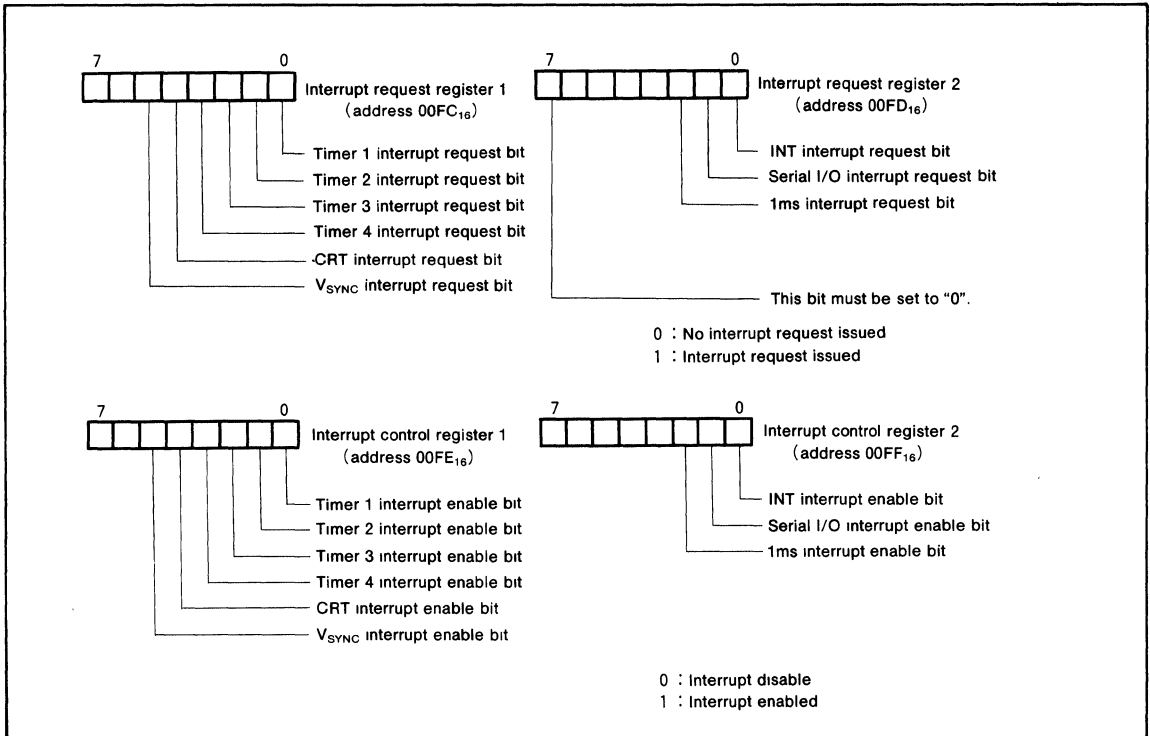 7 0
Interrupt request register 1
(address 00FC₁₆)
Timer 1 interrupt request bit
Timer 2 interrupt request bit
Timer 3 interrupt request bit
Timer 4 interrupt request bit
CRT interrupt request bit
VSYNC interrupt request bit
7 0
Interrupt request register 2
(address 00FD₁₆)
INT interrupt request bit
Serial I/O interrupt request bit
1ms interrupt request bit
This bit must be set to “0”.
0 : No interrupt request issued
1 : Interrupt request issued
7 0
Interrupt control register 1
(address 00FE₁₆)
Timer 1 interrupt enable bit
Timer 2 interrupt enable bit
Timer 3 interrupt enable bit
Timer 4 interrupt enable bit
CRT interrupt enable bit
VSYNC interrupt enable bit
7 0
Interrupt control register 2
(address 00FF₁₆)
INT interrupt enable bit
Serial I/O interrupt enable bit
1ms interrupt enable bit
0 : Interrupt disable
1 : Interrupt enabled